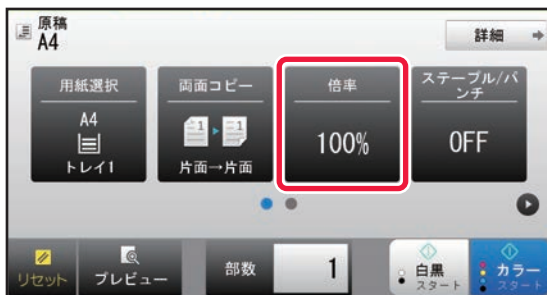 原稿
A4
詳細
用紙選択
A4
トレイ1
両面コピー
1
1
片面→片面
倍率
100%
ステープル/パ
ンチ
OFF
リセット
プレビュー
部数
1
白黒
スタート
カラー
スタート